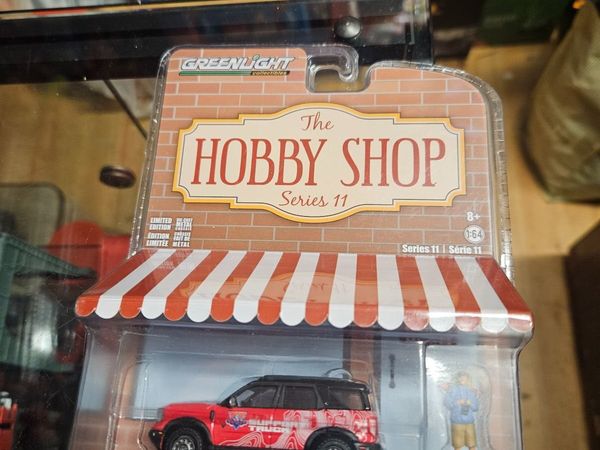 GREENLiGHT
collectibles
The
HOBBY SHOP
Series 11
LIMITED EDITION
DIE-CAST METAL
ÉDITION LIMITÉE
8+
1:64
Series 11 | Série 11
TRUCK